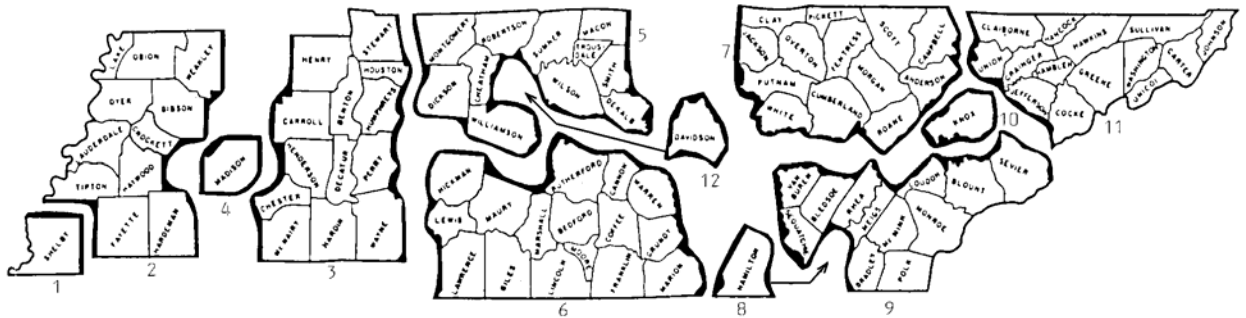 SHELBY
1
LAKE
OBION
WEAKLEY
DYER
GIBSON
LAUDERDALE
CROCKETT
TIPTON
HAYWOOD
FAYETTE
HARDEMAN
2
MADISON
4
STEWART
HENRY
HOUSTON
BENTON
HUMPHREYS
CARROLL
HENDERSON
DECATUR
PERRY
CHESTER
MCNAIRY
HARDIN
WAYNE
3
MONTGOMERY
ROBERTSON
SUMNER
MACON
TROUS
DALE
SMITH
DICKSON
CHEATHAM
WILSON
DEKALB
WILLIAMSON
5
DAVIDSON
12
HICKMAN
RUTHERFORD
CANNON
WARREN
LEWIS
MAURY
MARSHALL
BEDFORD
COFFEE
GRUNDY
LAWRENCE
GILES
LINCOLN
MOORE
FRANKLIN
MARION
6
7
CLAY
PICKETT
JACKSON
OVERTON
FENTRESS
SCOTT
CAMPBELL
PUTNAM
MORGAN
ANDERSON
WHITE
CUMBERLAND
ROANE
HAMILTON
8
VAN
BUREN
BLEDSOE
RHEA
MEIGS
SEQUATCHIE
LOUDON
BLOUNT
SEVIER
MCMINN
MONROE
BRADLEY
POLK
9
KNOX
10
CLAIBORNE
HANCOCK
HAWKINS
SULLIVAN
JOHNSON
UNION
GRAINGER
HAMBLEN
GREENE
WASHINGTON
CARTER
UNICOI
JEFFERSON
COCKE
11